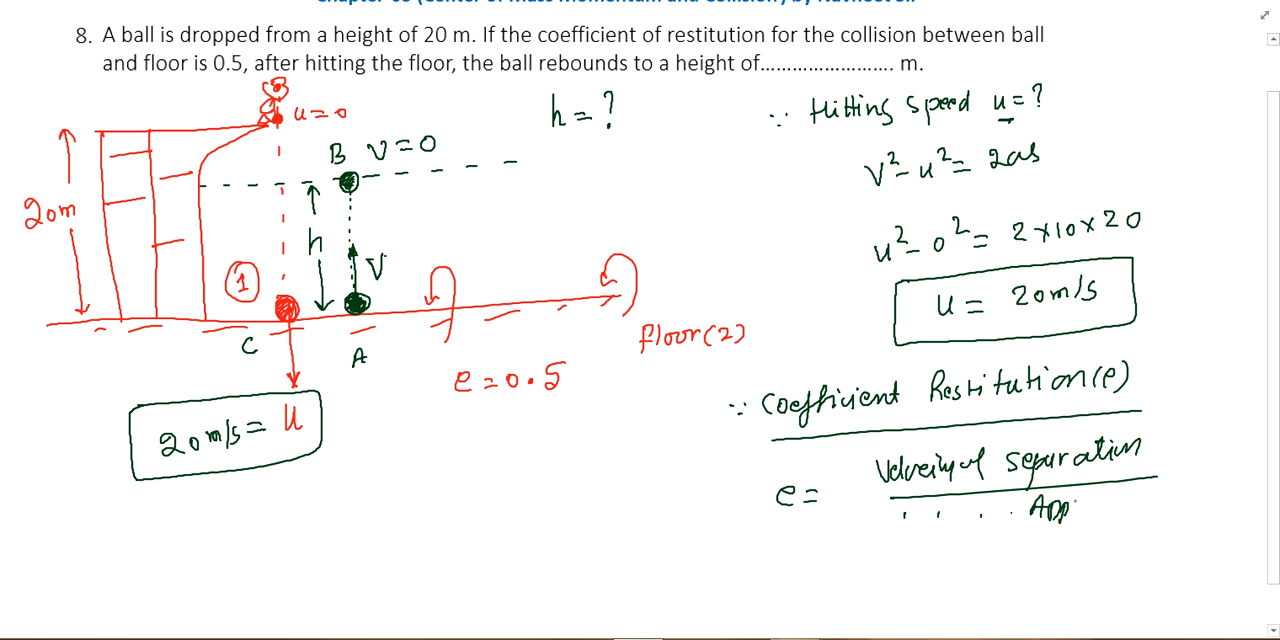 8. A ball is dropped from a height of 20 m. If the coefficient of restitution for the collision between ball
and floor is 0.5, after hitting the floor, the ball rebounds to a height of........................ m.
u=0
h=?
∵ Hitting speed u=?
B v=0
v²-u²= 2as
20m
h
u²-0²= 2×10×20
v
1
u= 20m/s
floor(2)
C
A
e=0.5
∵ Coefficient Restitution(e)
20m/s= u
e= Velocity of separation
. . . . App